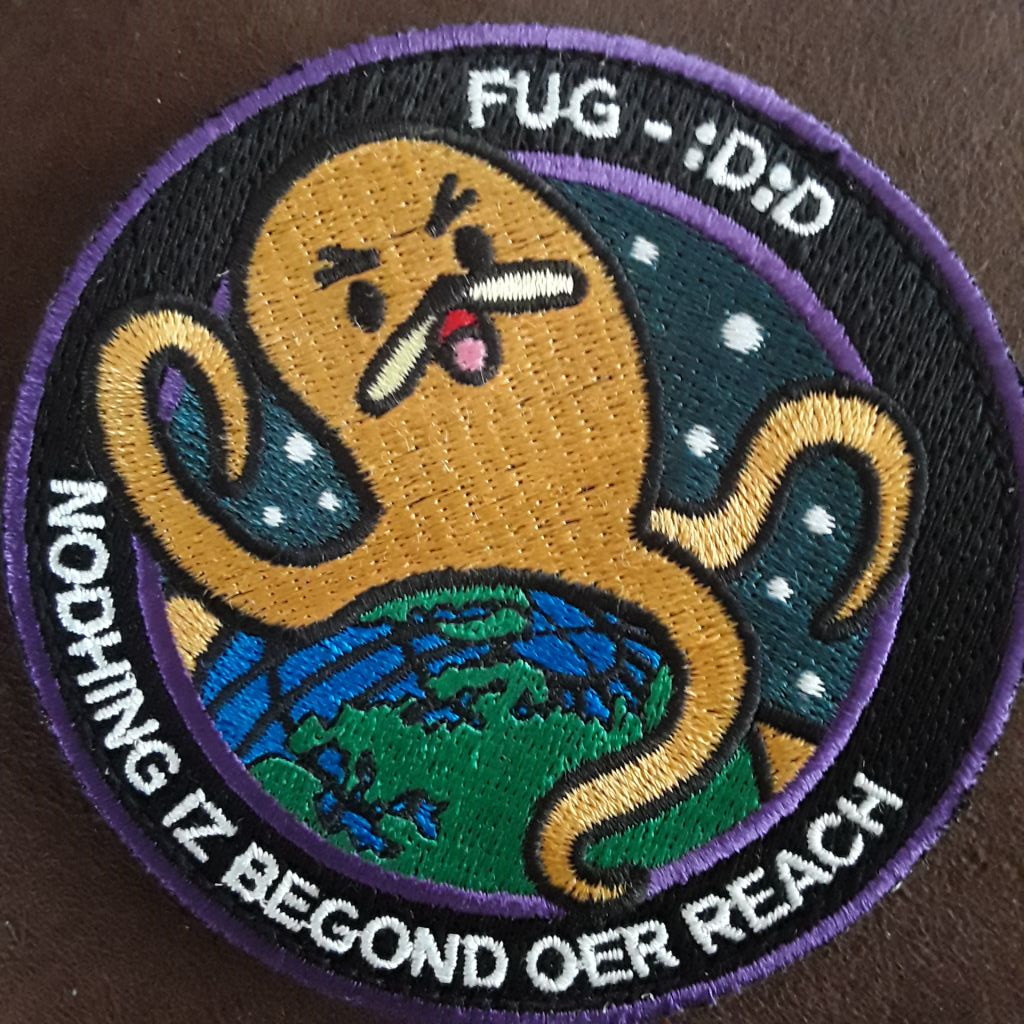 FUG - :D:D
NODHING IZ BEGOND OER REACH